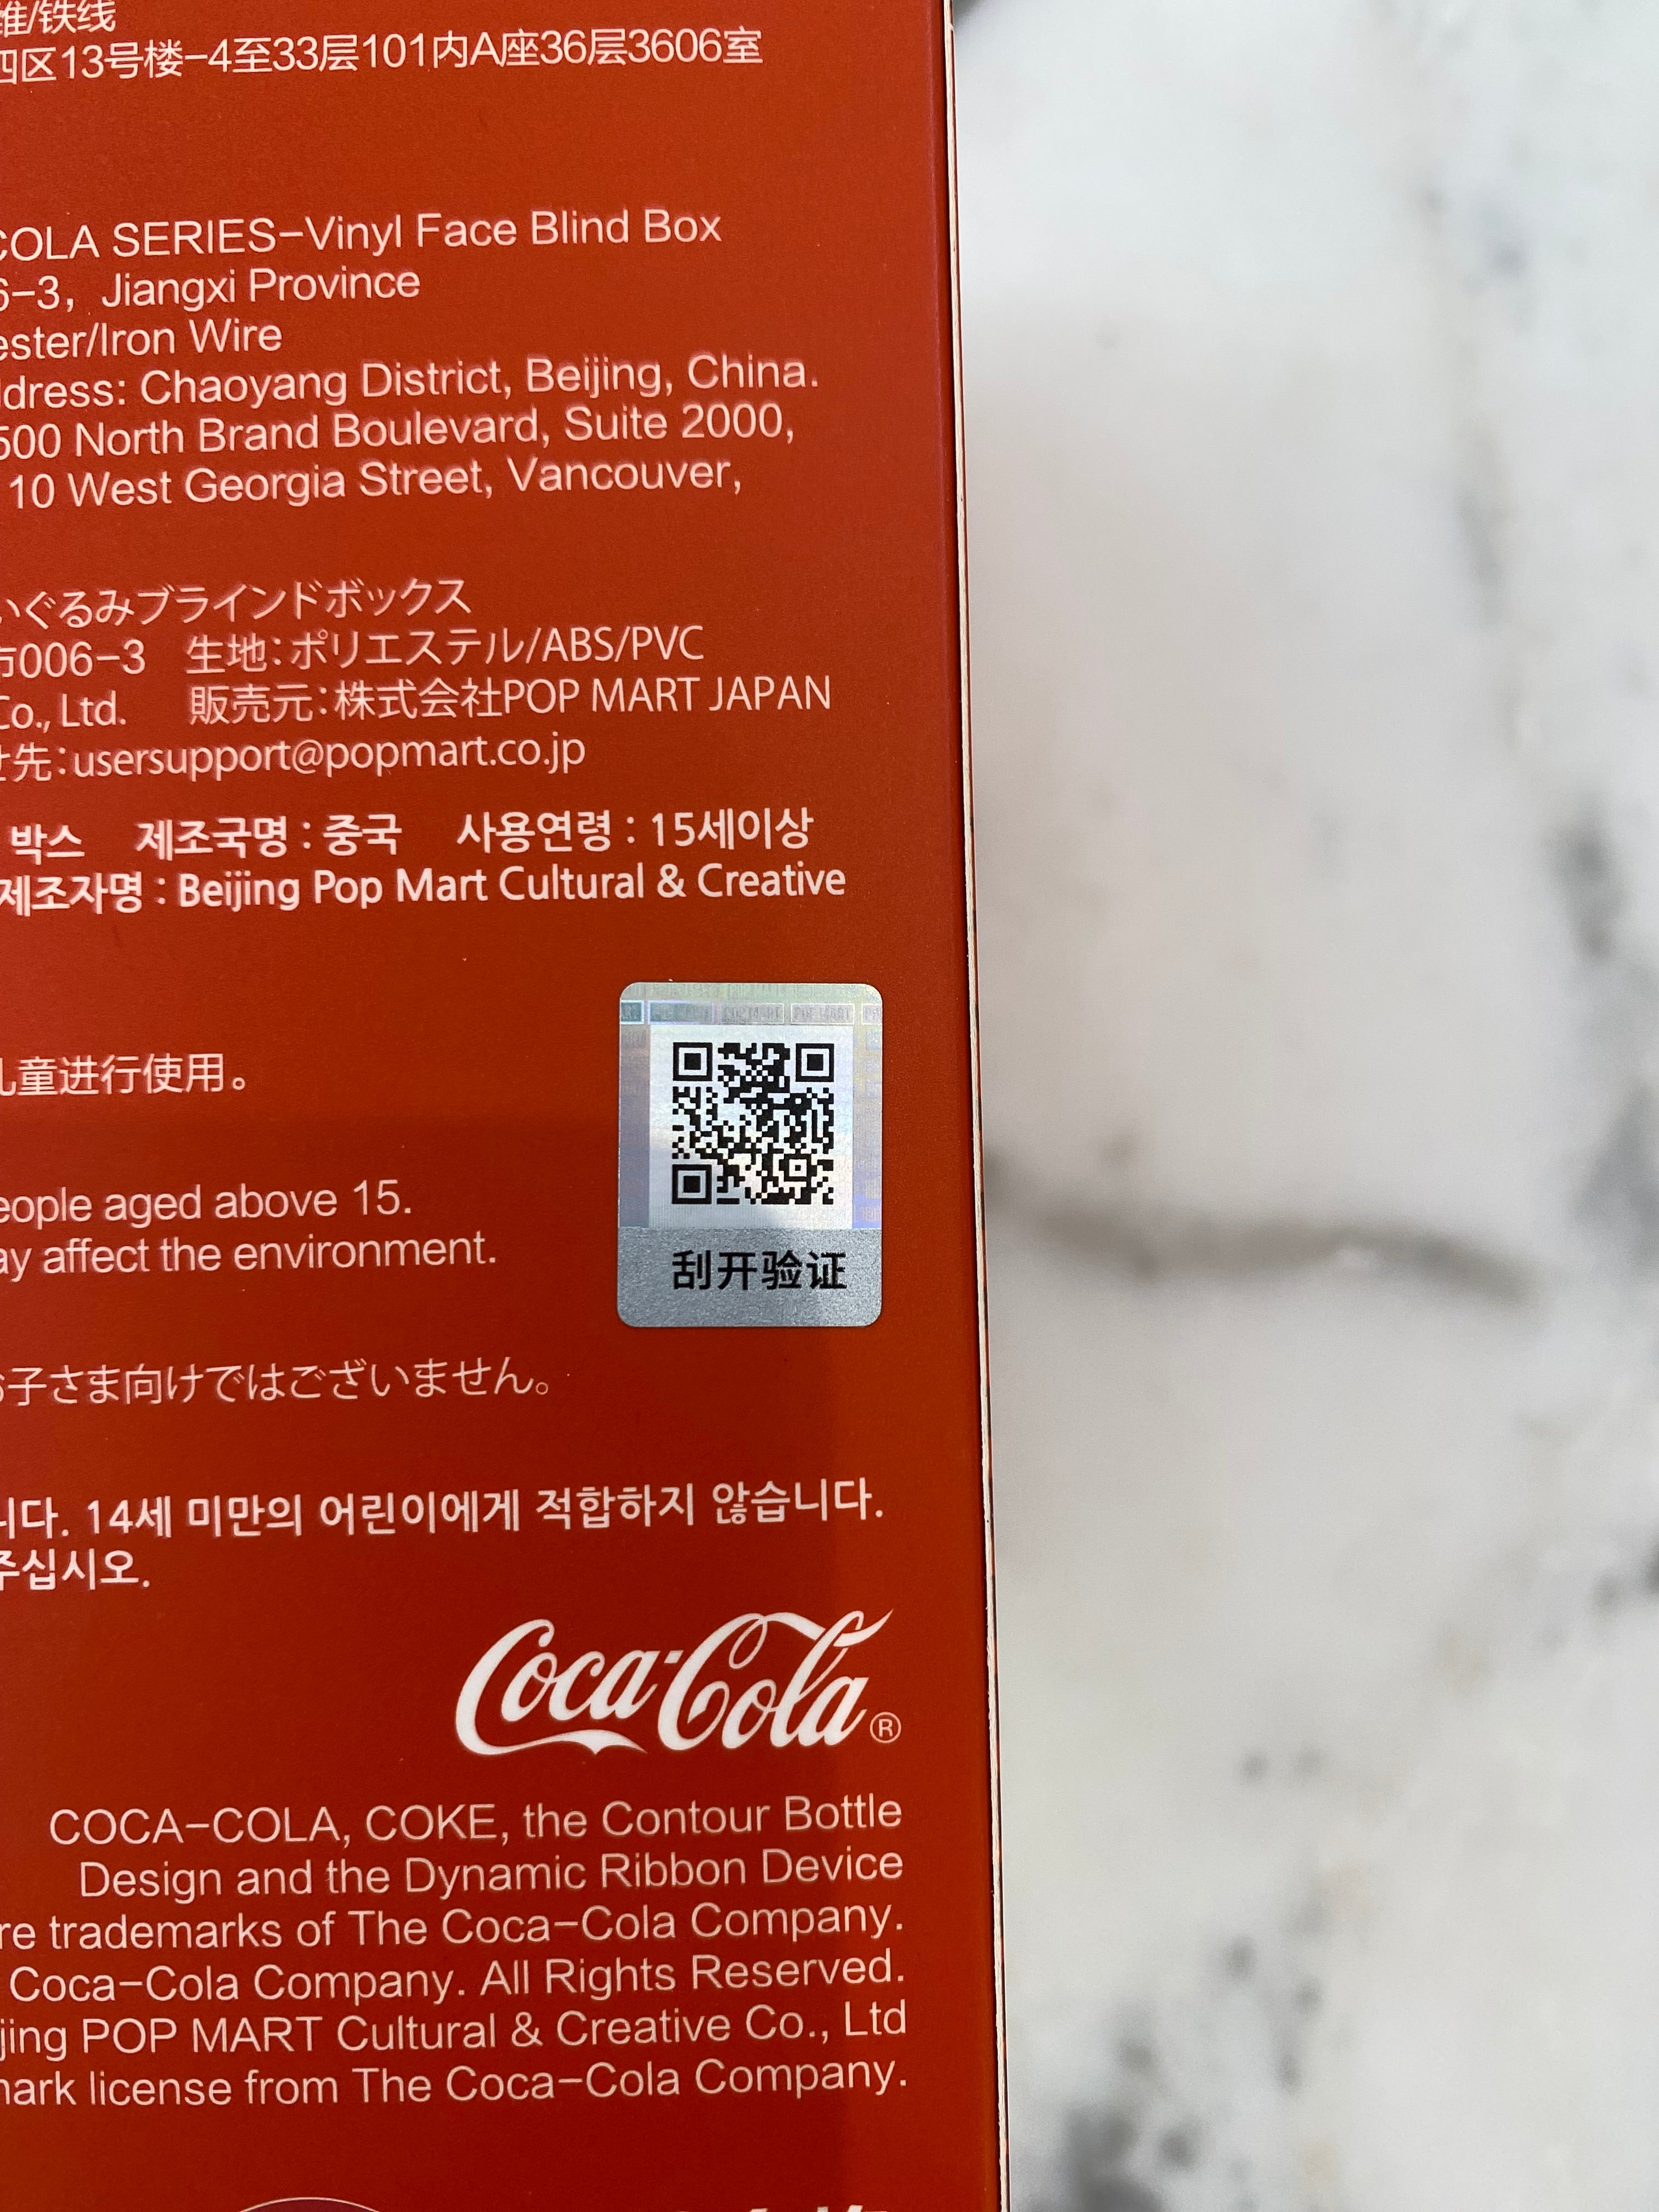 维/铁线
四区13号楼-4至33层101内A座36层3606室
COLA SERIES-Vinyl Face Blind Box
6-3, Jiangxi Province
ester/Iron Wire
ddress: Chaoyang District, Beijing, China.
500 North Brand Boulevard, Suite 2000,
10 West Georgia Street, Vancouver,
いぐるみブラインドボックス
市006-3 生地:ポリエステル/ABS/PVC
Co., Ltd. 販売元:株式会社POP MART JAPAN
せ先:usersupport@popmart.co.jp
박스 제조국명 : 중국 사용연령 : 15세이상
제조자명 : Beijing Pop Mart Cultural & Creative
POP MART
儿童进行使用。
eople aged above 15.
ay affect the environment.
刮开验证
お子さま向けではございません。
니다. 14세 미만의 어린이에게 적합하지 않습니다.
주십시오.
Coca-Cola®
COCA-COLA, COKE, the Contour Bottle
Design and the Dynamic Ribbon Device
re trademarks of The Coca-Cola Company.
Coca-Cola Company. All Rights Reserved.
jing POP MART Cultural & Creative Co., Ltd
mark license from The Coca-Cola Company.